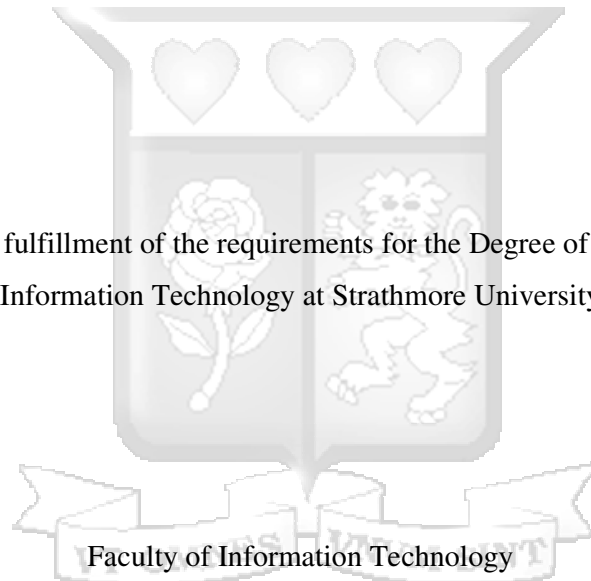 fulfillment of the requirements for the Degree of
Information Technology at Strathmore University
Faculty of Information Technology